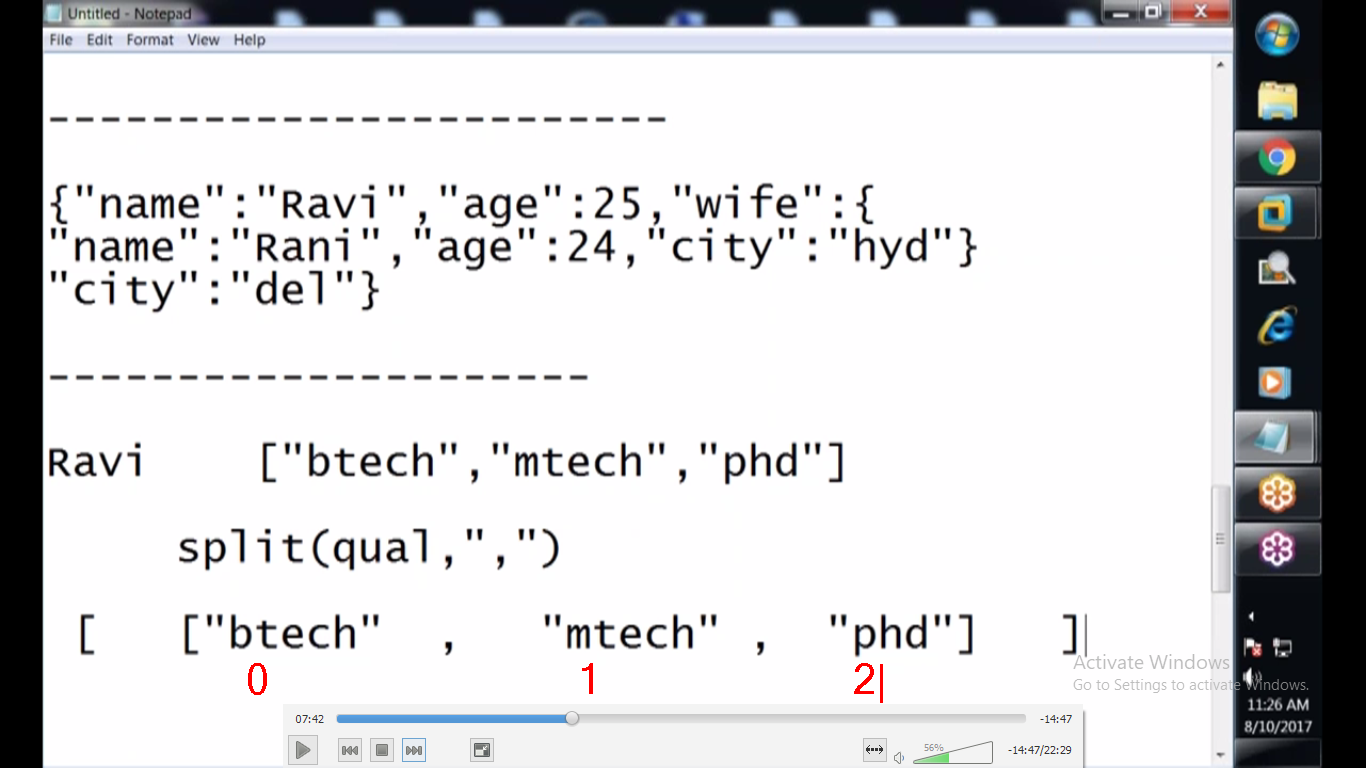 Untitled - Notepad
File Edit Format View Help
------------------------
{"name":"Ravi","age":25,"wife":{
"name":"Rani","age":24,"city":"hyd"}
"city":"del"}
---------------------
Ravi ["btech","mtech","phd"]
split(qual,",")
[ ["btech" , "mtech" , "phd"] ]
0 1 2
Activate Windows
Go to Settings to activate Windows.
11:26 AM
8/10/2017
07:42 -14:47
56% -14:47/22:29